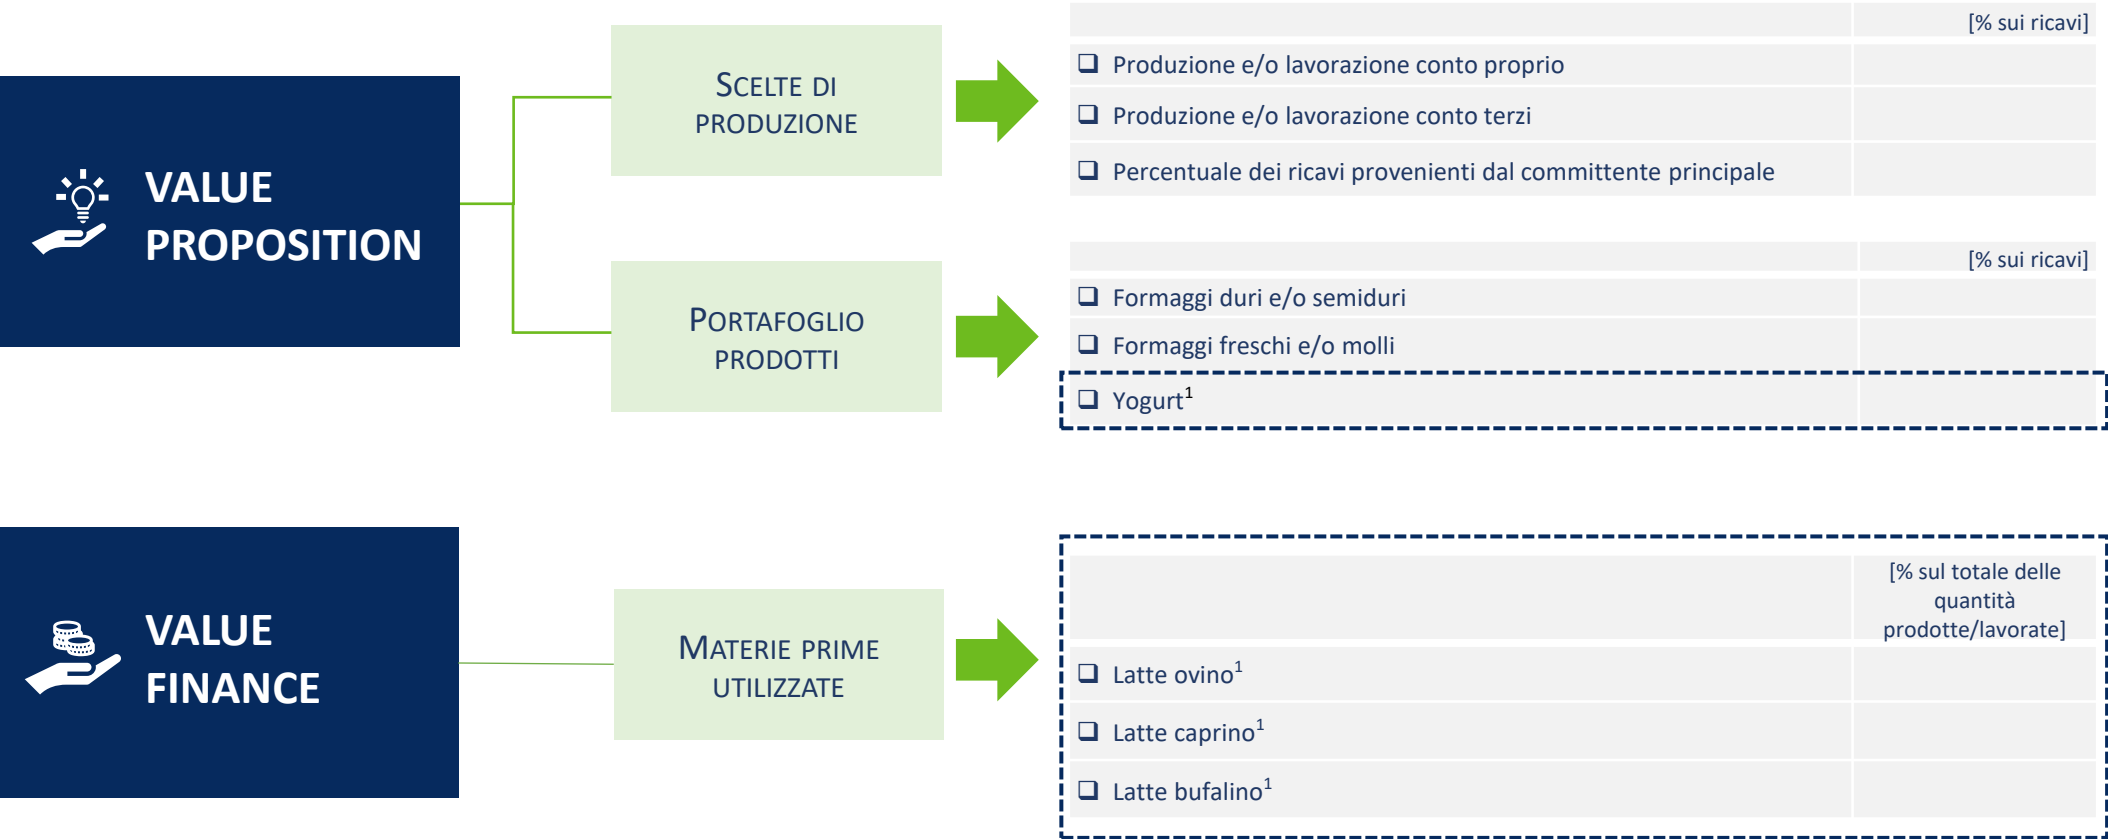 VALUE
PROPOSITION
SCELTE DI
PRODUZIONE
[% sui ricavi]
❑ Produzione e/o lavorazione conto proprio
❑ Produzione e/o lavorazione conto terzi
❑ Percentuale dei ricavi provenienti dal committente principale
PORTAFOGLIO
PRODOTTI
[% sui ricavi]
❑ Formaggi duri e/o semiduri
❑ Formaggi freschi e/o molli
❑ Yogurt¹
VALUE
FINANCE
MATERIE PRIME
UTILIZZATE
[% sul totale delle
quantità
prodotte/lavorate]
❑ Latte ovino¹
❑ Latte caprino¹
❑ Latte bufalino¹